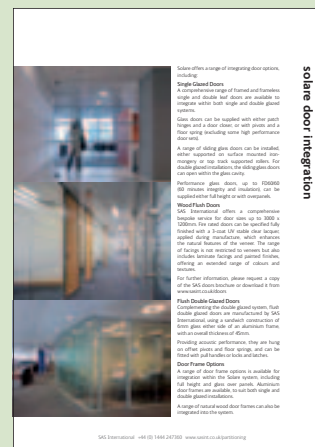 solare door integration
Solare offers a range of integrating door options,
including:
Single Glazed Doors
A comprehensive range of framed and frameless
single and double leaf doors are available to
integrate within both single and double glazed
systems.
Glass doors can be supplied with either patch
hinges and a door closer, or with pivots and a
floor spring (excluding some high performance
door sets).
A range of sliding glass doors can be installed,
either supported on surface mounted iron-
mongery or top track supported rollers. For
double glazed installations, the sliding glass doors
can open within the glass cavity.
Performance glass doors, up to FD60/60
(60 minutes integrity and insulation), can be
supplied either full height or with overpanels.
Wood Flush Doors
SAS International offers a comprehensive
bespoke service for door sizes up to 3000 x
1200mm. Fire rated doors can be specified fully
finished with a 3-coat UV stable clear lacquer,
applied during manufacture, which enhances
the natural features of the veneer. The range
of facings is not restricted to veneers but also
includes laminate facings and painted finishes,
offering an extended range of colours and
textures.
For further information, please request a copy
of the SAS doors brochure or download it from
www.sasint.co.uk/doors
Flush Double Glazed Doors
Complementing the double glazed system, flush
double glazed doors are manufactured by SAS
International, using a sandwich construction of
6mm glass either side of an aluminium frame,
with an overall thickness of 45mm.
Providing acoustic performance, they are hung
on offset pivots and floor springs, and can be
fitted with pull handles or locks and latches.
Door Frame Options
A range of door frame options is available for
integration within the Solare system, including
full height and glass over panels. Aluminium
door frames are available, to suit both single and
double glazed installations.
A range of natural wood door frames can also be
integrated into the system.
SAS International +44 (0) 1444 237360 www.sasint.co.uk/partitioning